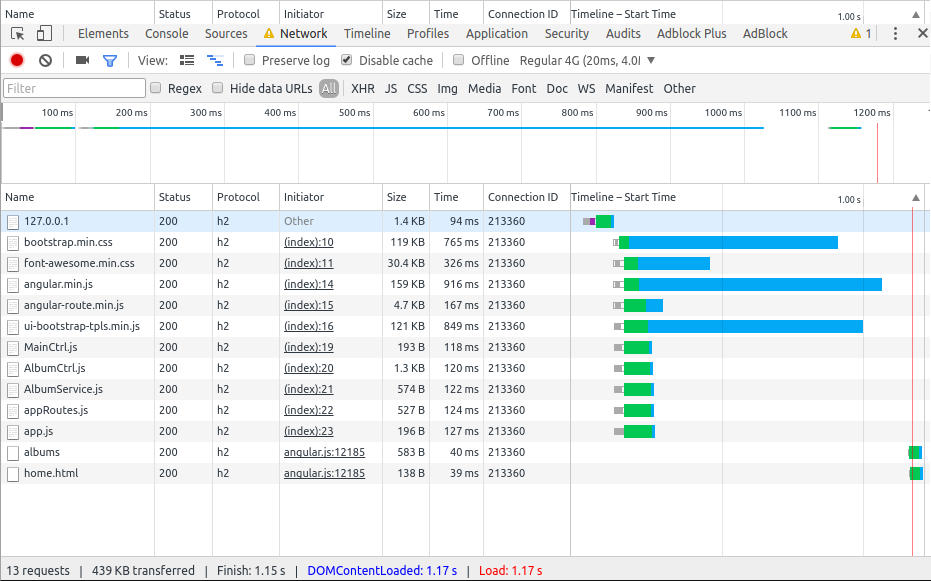 Name Status Protocol Initiator Size Time Connection ID Timeline – Start Time 1.00 s
Elements Console Sources Network Timeline Profiles Application Security Audits Adblock Plus AdBlock 1
View: Preserve log Disable cache Offline Regular 4G (20ms, 4.0
Filter Regex Hide data URLs All XHR JS CSS Img Media Font Doc WS Manifest Other
100 ms 200 ms 300 ms 400 ms 500 ms 600 ms 700 ms 800 ms 900 ms 1000 ms 1100 ms 1200 ms
Name Status Protocol Initiator Size Time Connection ID Timeline – Start Time 1.00 s
127.0.0.1 200 h2 Other 1.4 KB 94 ms 213360
bootstrap.min.css 200 h2 (index):10 119 KB 765 ms 213360
font-awesome.min.css 200 h2 (index):11 30.4 KB 326 ms 213360
angular.min.js 200 h2 (index):14 159 KB 916 ms 213360
angular-route.min.js 200 h2 (index):15 4.7 KB 167 ms 213360
ui-bootstrap-tpls.min.js 200 h2 (index):16 121 KB 849 ms 213360
MainCtrl.js 200 h2 (index):19 193 B 118 ms 213360
AlbumCtrl.js 200 h2 (index):20 1.3 KB 120 ms 213360
AlbumService.js 200 h2 (index):21 574 B 122 ms 213360
appRoutes.js 200 h2 (index):22 527 B 124 ms 213360
app.js 200 h2 (index):23 196 B 127 ms 213360
albums 200 h2 angular.js:12185 583 B 40 ms 213360
home.html 200 h2 angular.js:12185 138 B 39 ms 213360
13 requests | 439 KB transferred | Finish: 1.15 s | DOMContentLoaded: 1.17 s | Load: 1.17 s